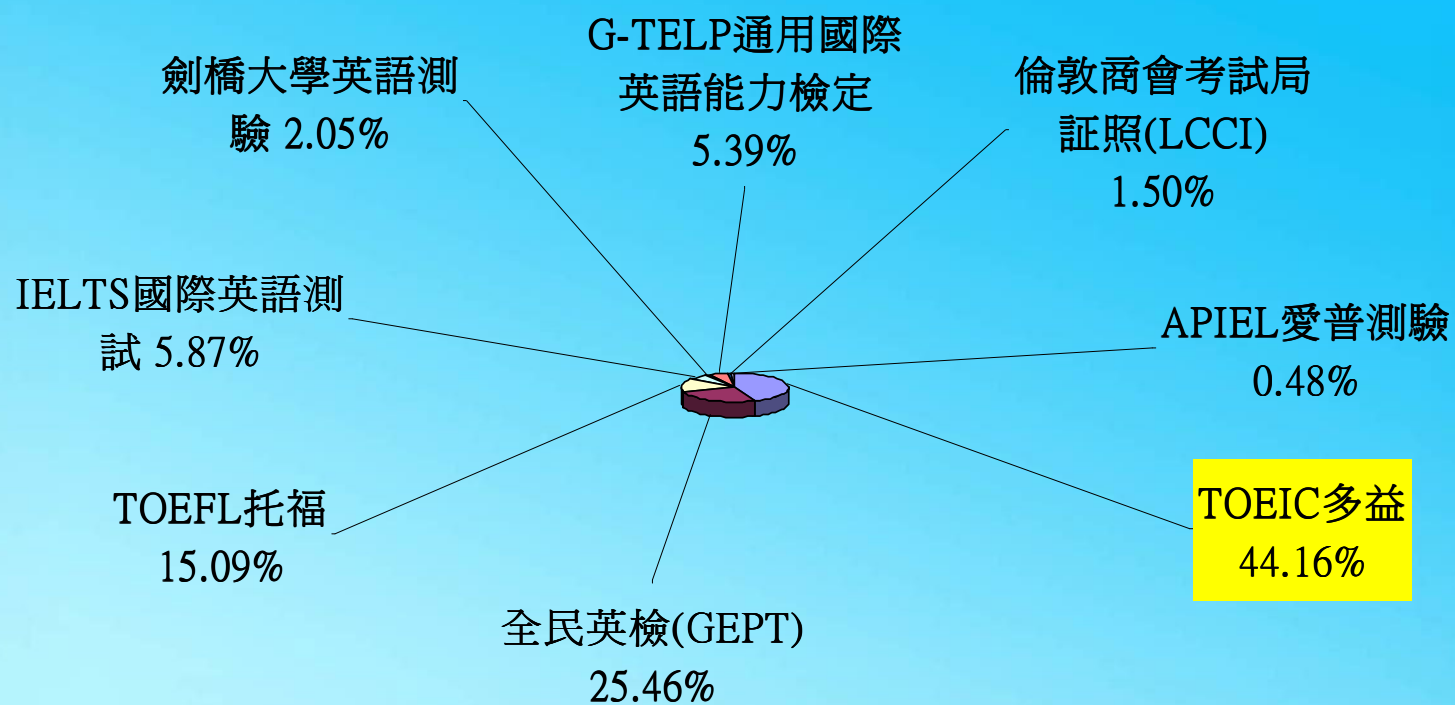 G-TELP通用國際
英語能力檢定
5.39%
劍橋大學英語測
驗 2.05%
倫敦商會考試局
証照(LCCI)
1.50%
IELTS國際英語測
試 5.87%
APIEL愛普測驗
0.48%
TOEFL托福
15.09%
TOEIC多益
44.16%
全民英檢(GEPT)
25.46%